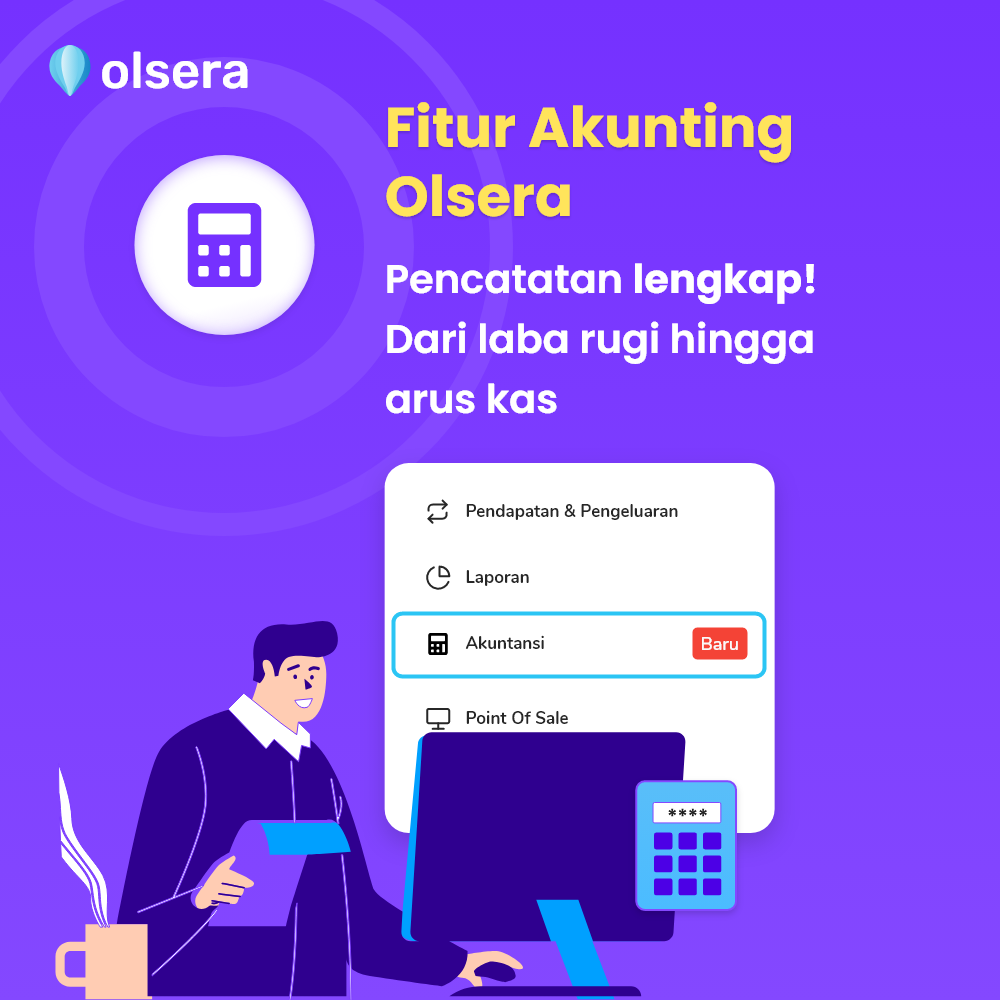 olsera
Fitur Akunting
Olsera
Pencatatan lengkap!
Dari laba rugi hingga
arus kas
Pendapatan & Pengeluaran
Laporan
Akuntansi
Baru
Point Of Sale
****